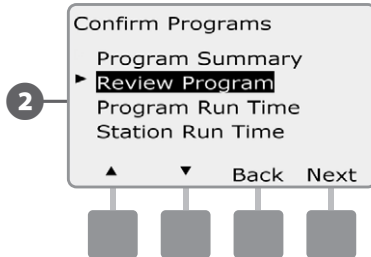 Confirm Programs
Program Summary
2
► Review Program
Program Run Time
Station Run Time
▲ ▼ Back Next